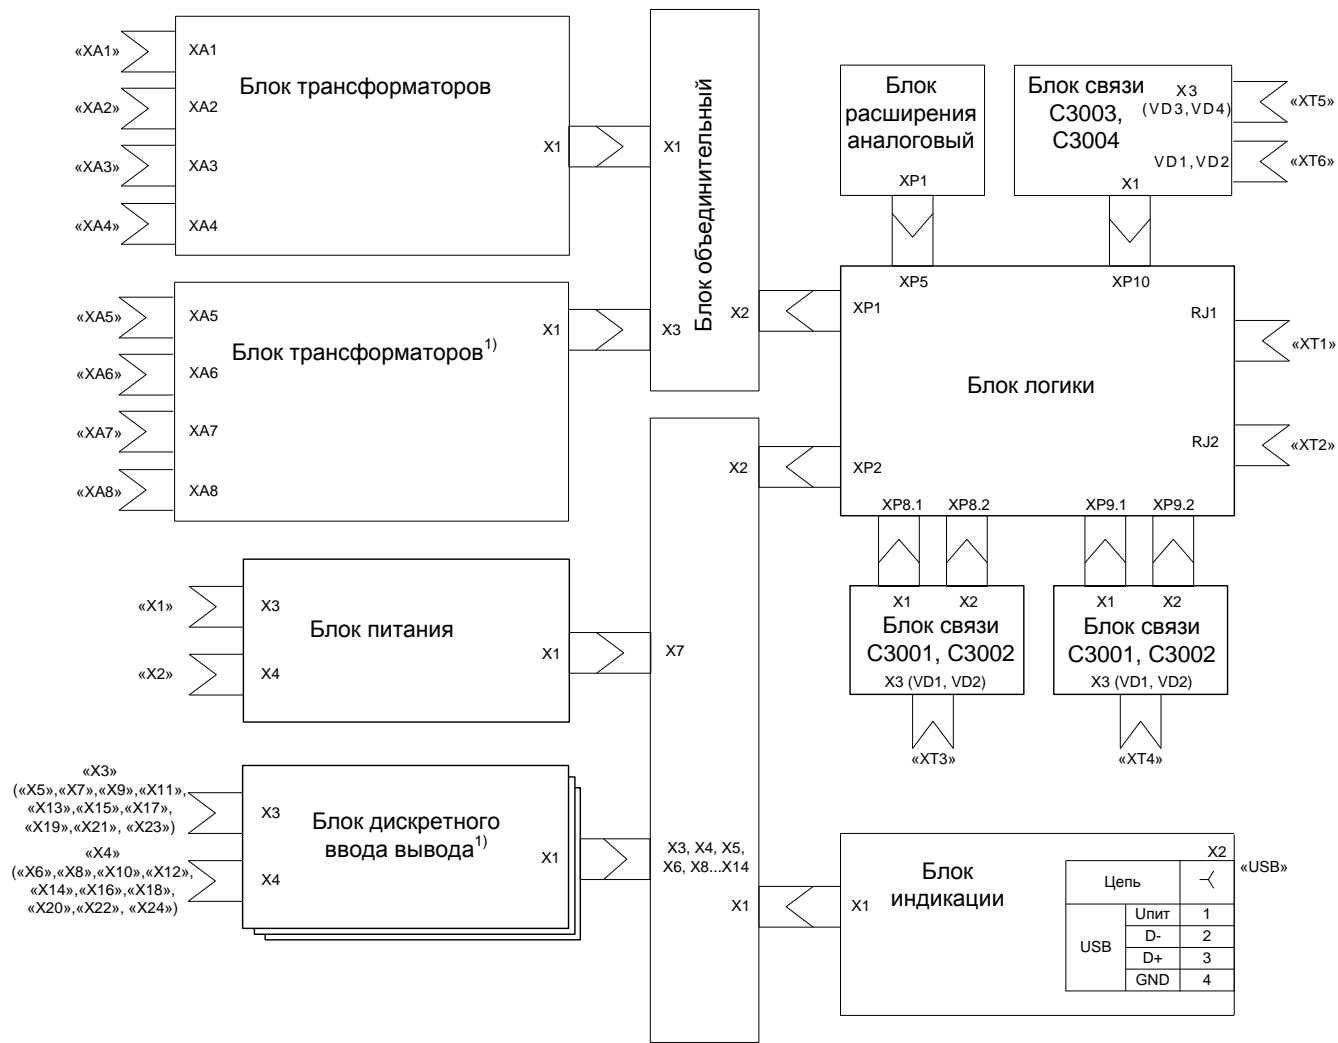 «XA1»
XA1
«XA2»
XA2
«XA3»
XA3
«XA4»
XA4
Блок трансформаторов
X1
«XA5»
XA5
«XA6»
XA6
«XA7»
XA7
«XA8»
XA8
Блок трансформаторов1)
X1
X1
X3
Блок объединительный
X2
Блок
расширения
аналоговый
XP1
Блок связи
С3003,
С3004
X3
(VD3,VD4)
VD1,VD2
X1
«XT5»
«XT6»
XP5
XP10
XP1
RJ1
«XT1»
Блок логики
XP2
RJ2
«XT2»
XP8.1
XP8.2
XP9.1
XP9.2
X1
X2
Блок связи
С3001, С3002
X3 (VD1, VD2)
«XT3»
X1
X2
Блок связи
С3001, С3002
X3 (VD1, VD2)
«XT4»
«X1»
X3
«X2»
X4
Блок питания
X1
«X3»
(«X5»,«X7»,«X9»,«X11»,
«X13»,«X15»,«X17»,
«X19»,«X21», «X23»)
X3
«X4»
(«X6»,«X8»,«X10»,«X12»,
«X14»,«X16»,«X18»,
«X20»,«X22», «X24»)
X4
Блок дискретного
ввода вывода1)
X1
X2
X7
X3, X4, X5,
X6, X8...X14
X1
X1
Блок
индикации
X2
«USB»
Цепь
USB
Uпит 1
D- 2
D+ 3
GND 4